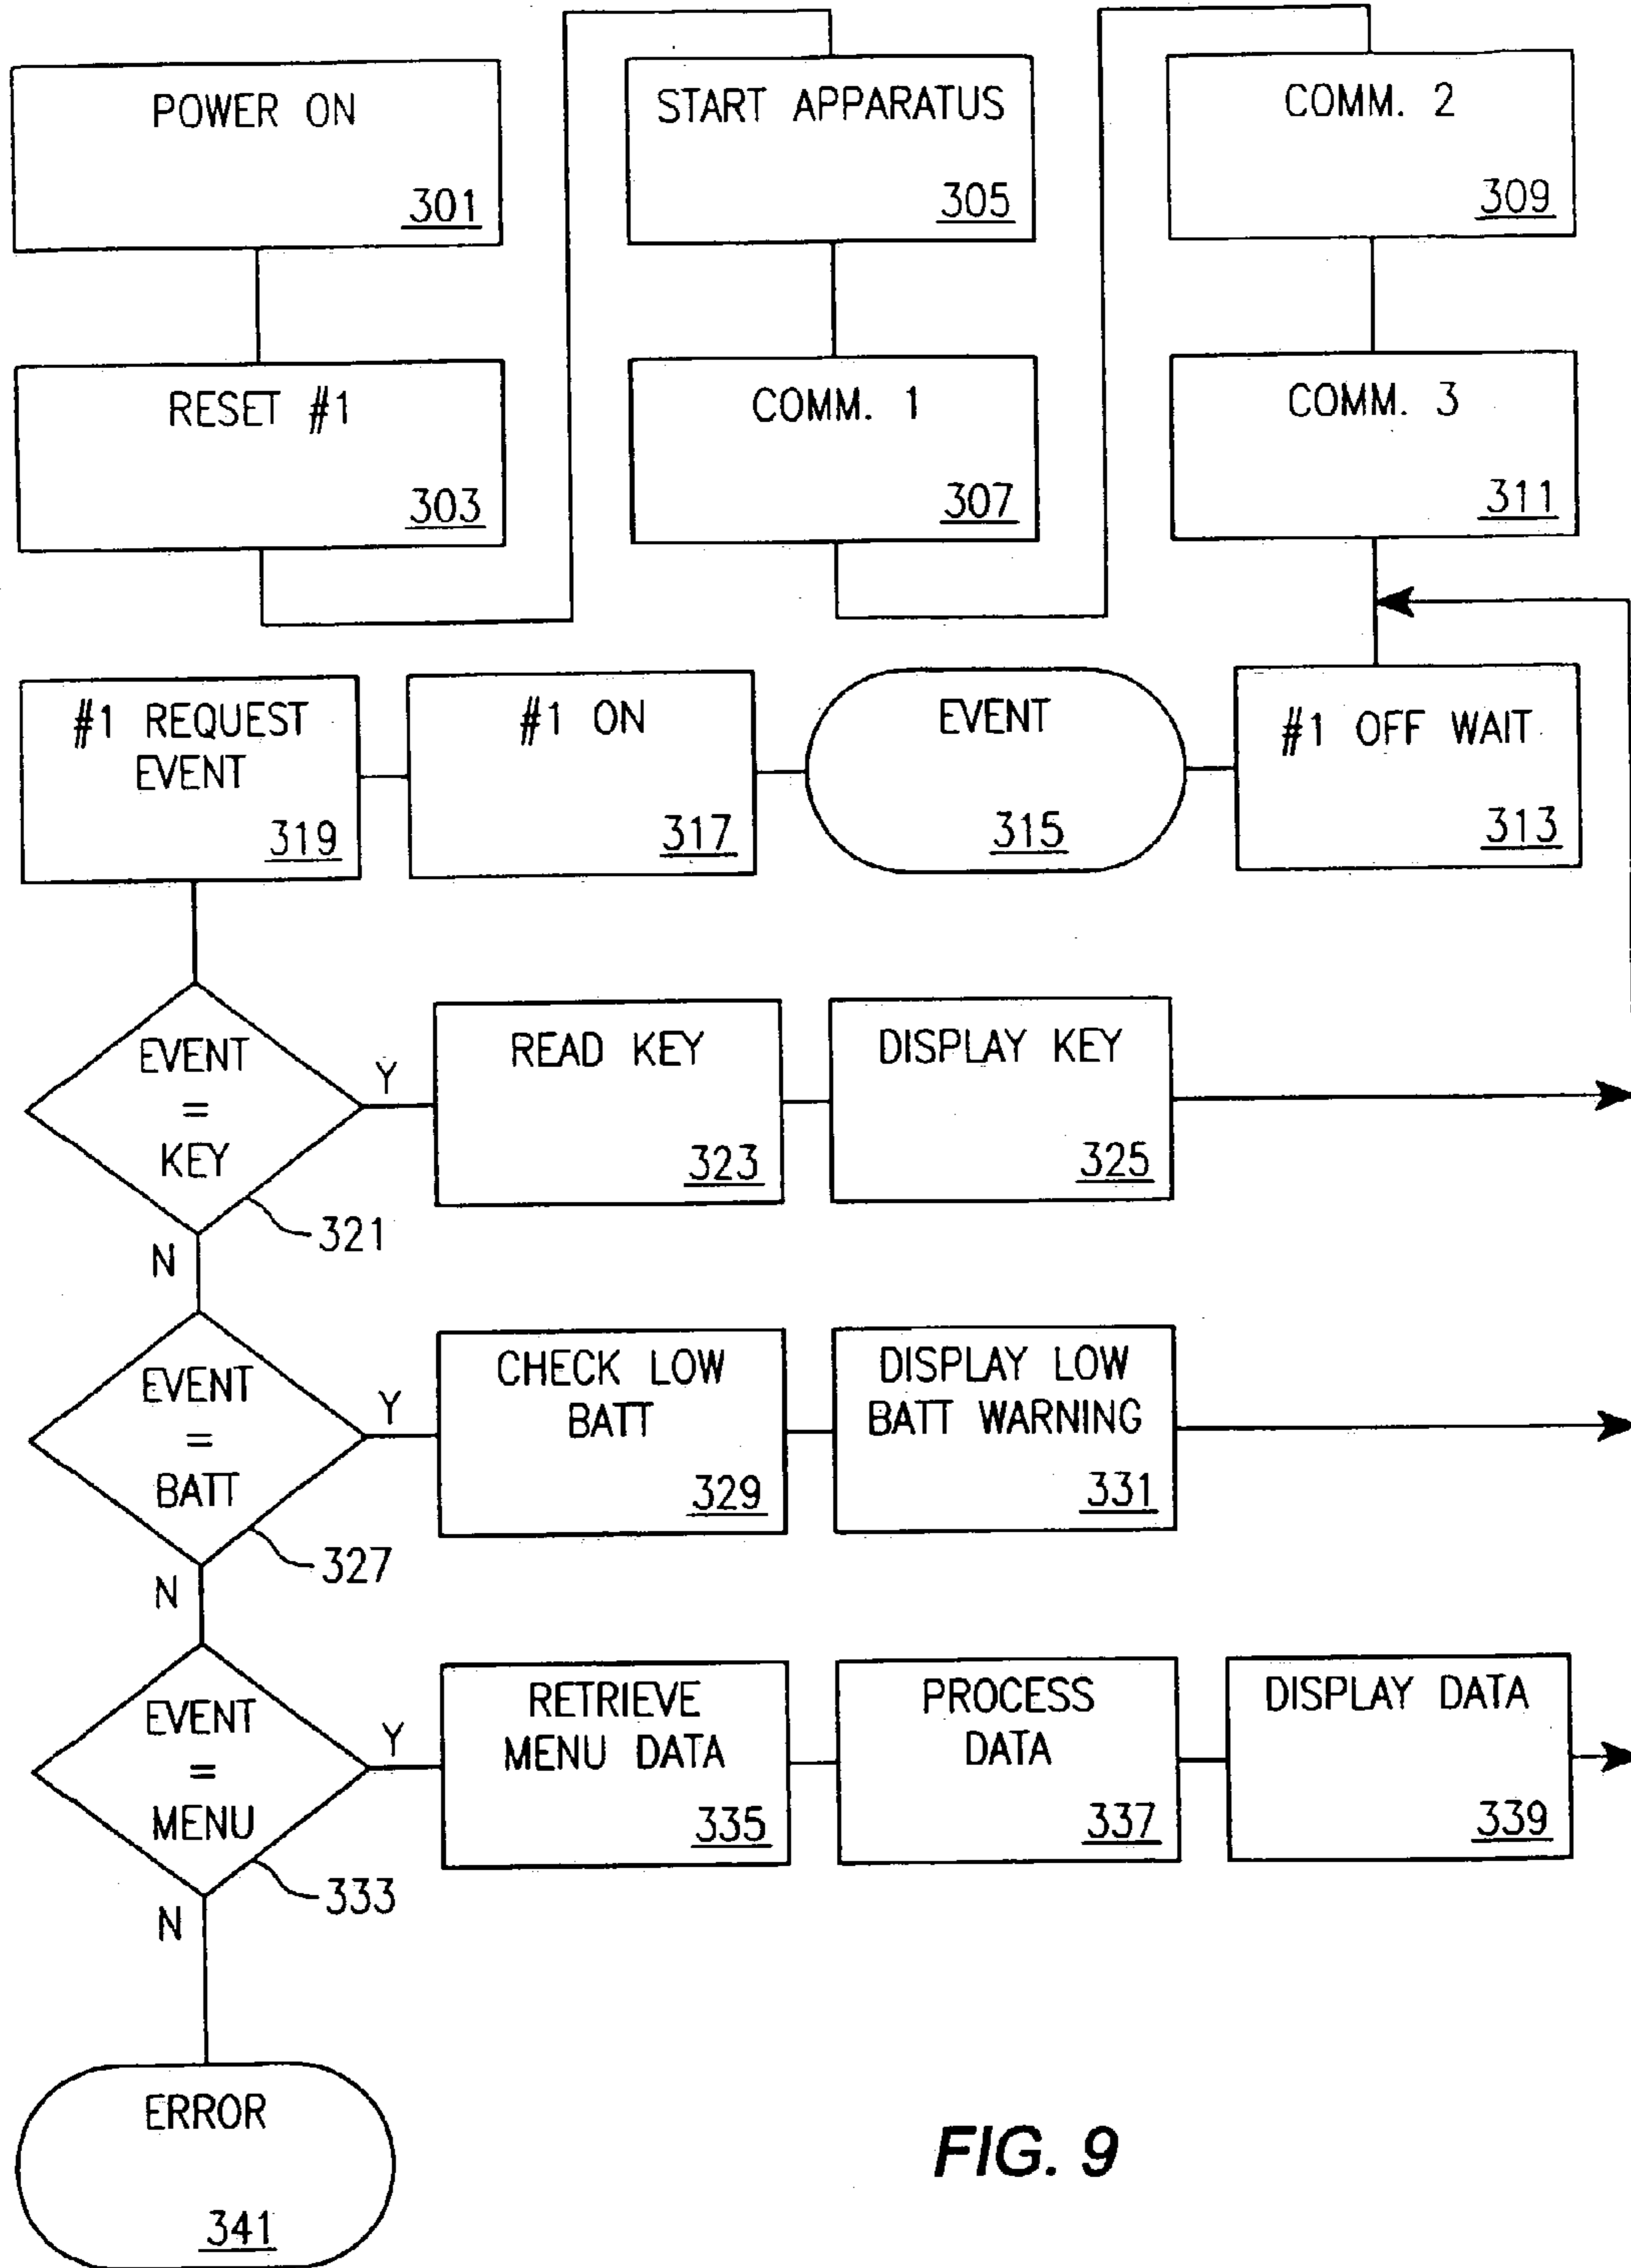 POWER ON
301
RESET #1
303
START APPARATUS
305
COMM. 1
307
COMM. 2
309
COMM. 3
311
#1 OFF WAIT
313
EVENT
315
#1 ON
317
#1 REQUEST
EVENT
319
EVENT
=
KEY
321
Y
N
READ KEY
323
DISPLAY KEY
325
EVENT
=
BATT
327
Y
N
CHECK LOW
BATT
329
DISPLAY LOW
BATT WARNING
331
EVENT
=
MENU
333
Y
N
RETRIEVE
MENU DATA
335
PROCESS
DATA
337
DISPLAY DATA
339
ERROR
341
FIG. 9